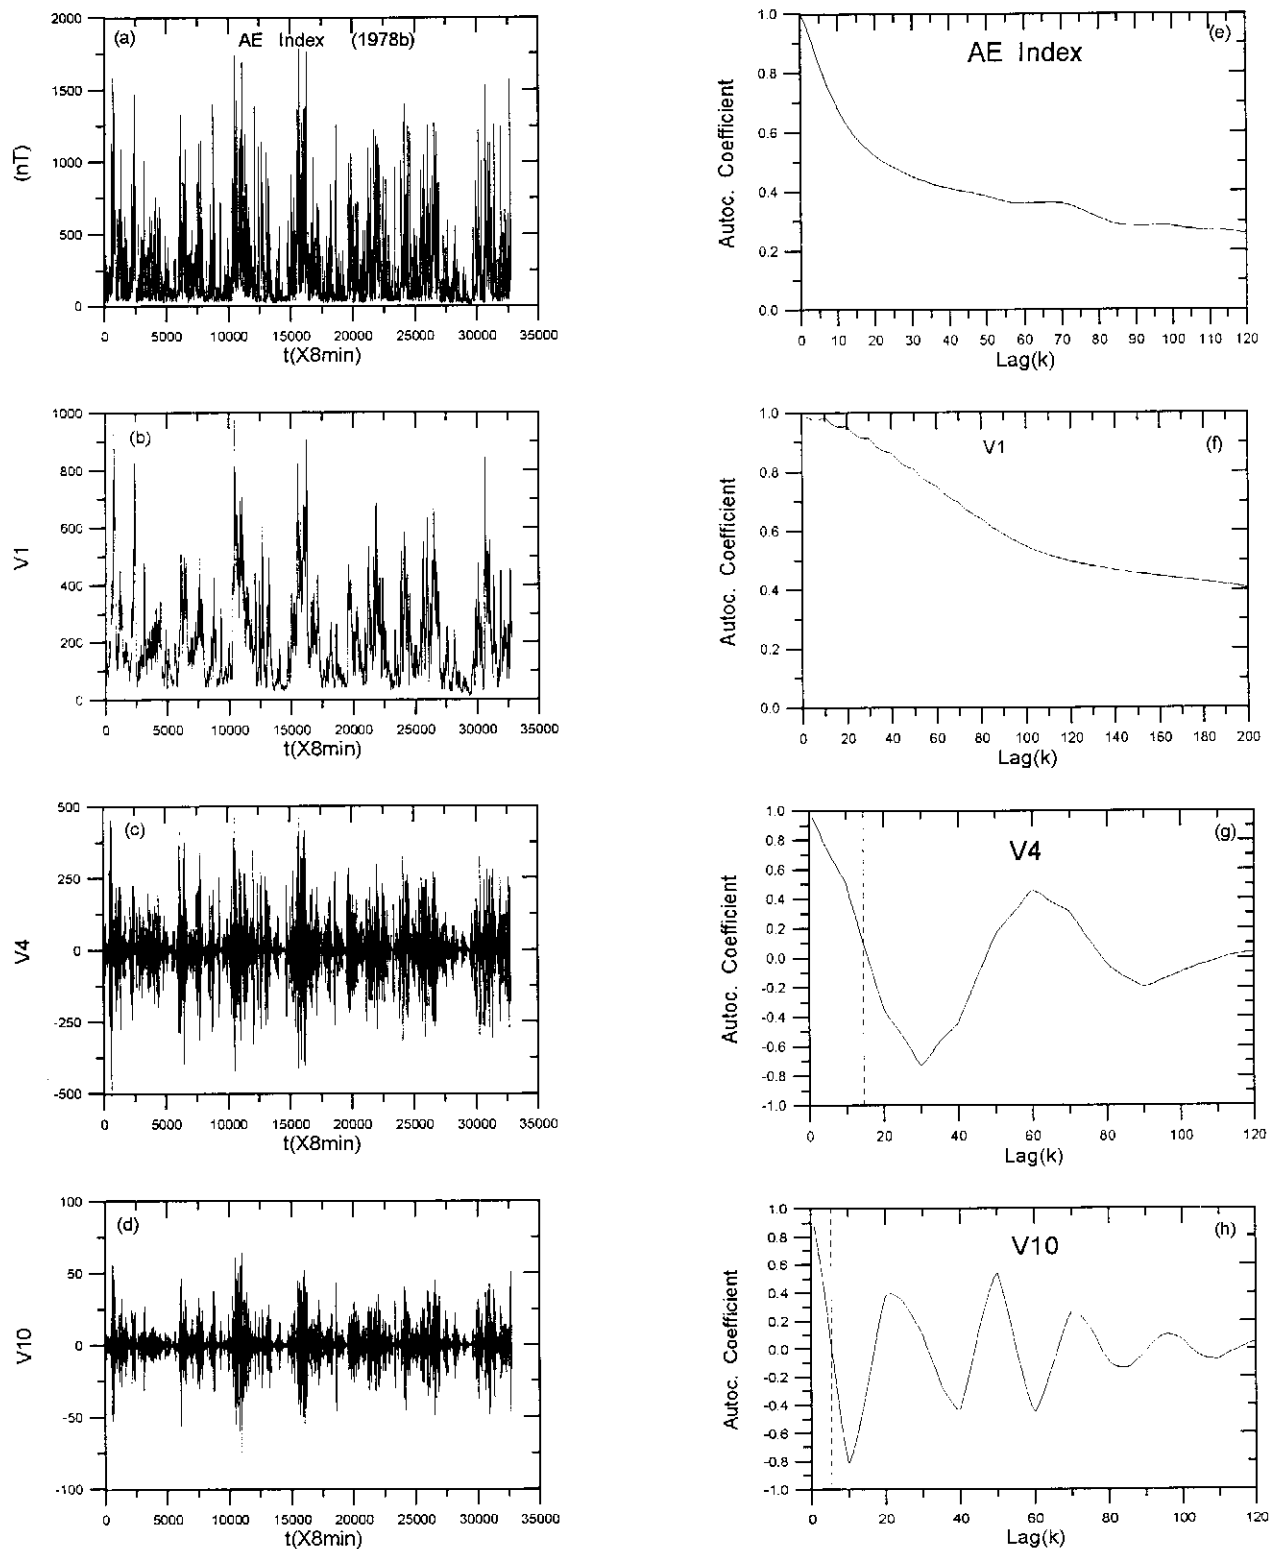 (a)
AE Index (1978b)
2000
1500
1000
500
0
(nT)
0 5000 10000 15000 20000 25000 30000 35000
t(X8min)
(e)
AE Index
1.0
0.8
0.6
0.4
0.2
0.0
Autoc. Coefficient
0 10 20 30 40 50 60 70 80 90 100 110 120
Lag(k)
(b)
1000
800
600
400
200
0
V1
0 5000 10000 15000 20000 25000 30000 35000
t(X8min)
V1
(f)
1.0
0.8
0.6
0.4
0.2
0.0
Autoc. Coefficient
0 20 40 60 80 100 120 140 160 180 200
Lag(k)
(c)
500
250
0
-250
-500
V4
0 5000 10000 15000 20000 25000 30000 35000
t(X8min)
(g)
V4
1.0
0.8
0.6
0.4
0.2
0.0
-0.2
-0.4
-0.6
-0.8
-1.0
Autoc. Coefficient
0 20 40 60 80 100 120
Lag(k)
(d)
100
50
0
-50
-100
V10
0 5000 10000 15000 20000 25000 30000 35000
t(X8min)
(h)
V10
1.0
0.8
0.6
0.4
0.2
0.0
-0.2
-0.4
-0.6
-0.8
-1.0
Autoc. Coefficient
0 20 40 60 80 100 120
Lag(k)